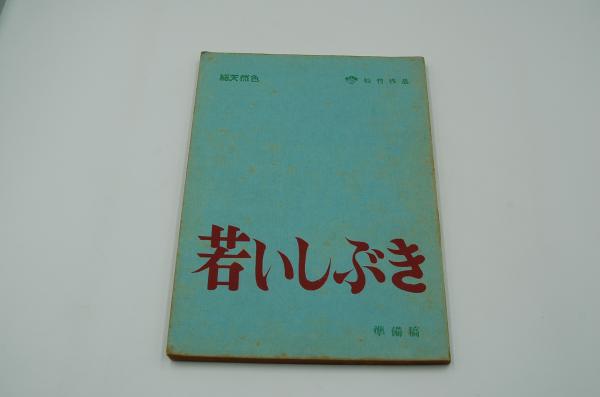 総天然色
松竹作品
若いしぶき
準備稿